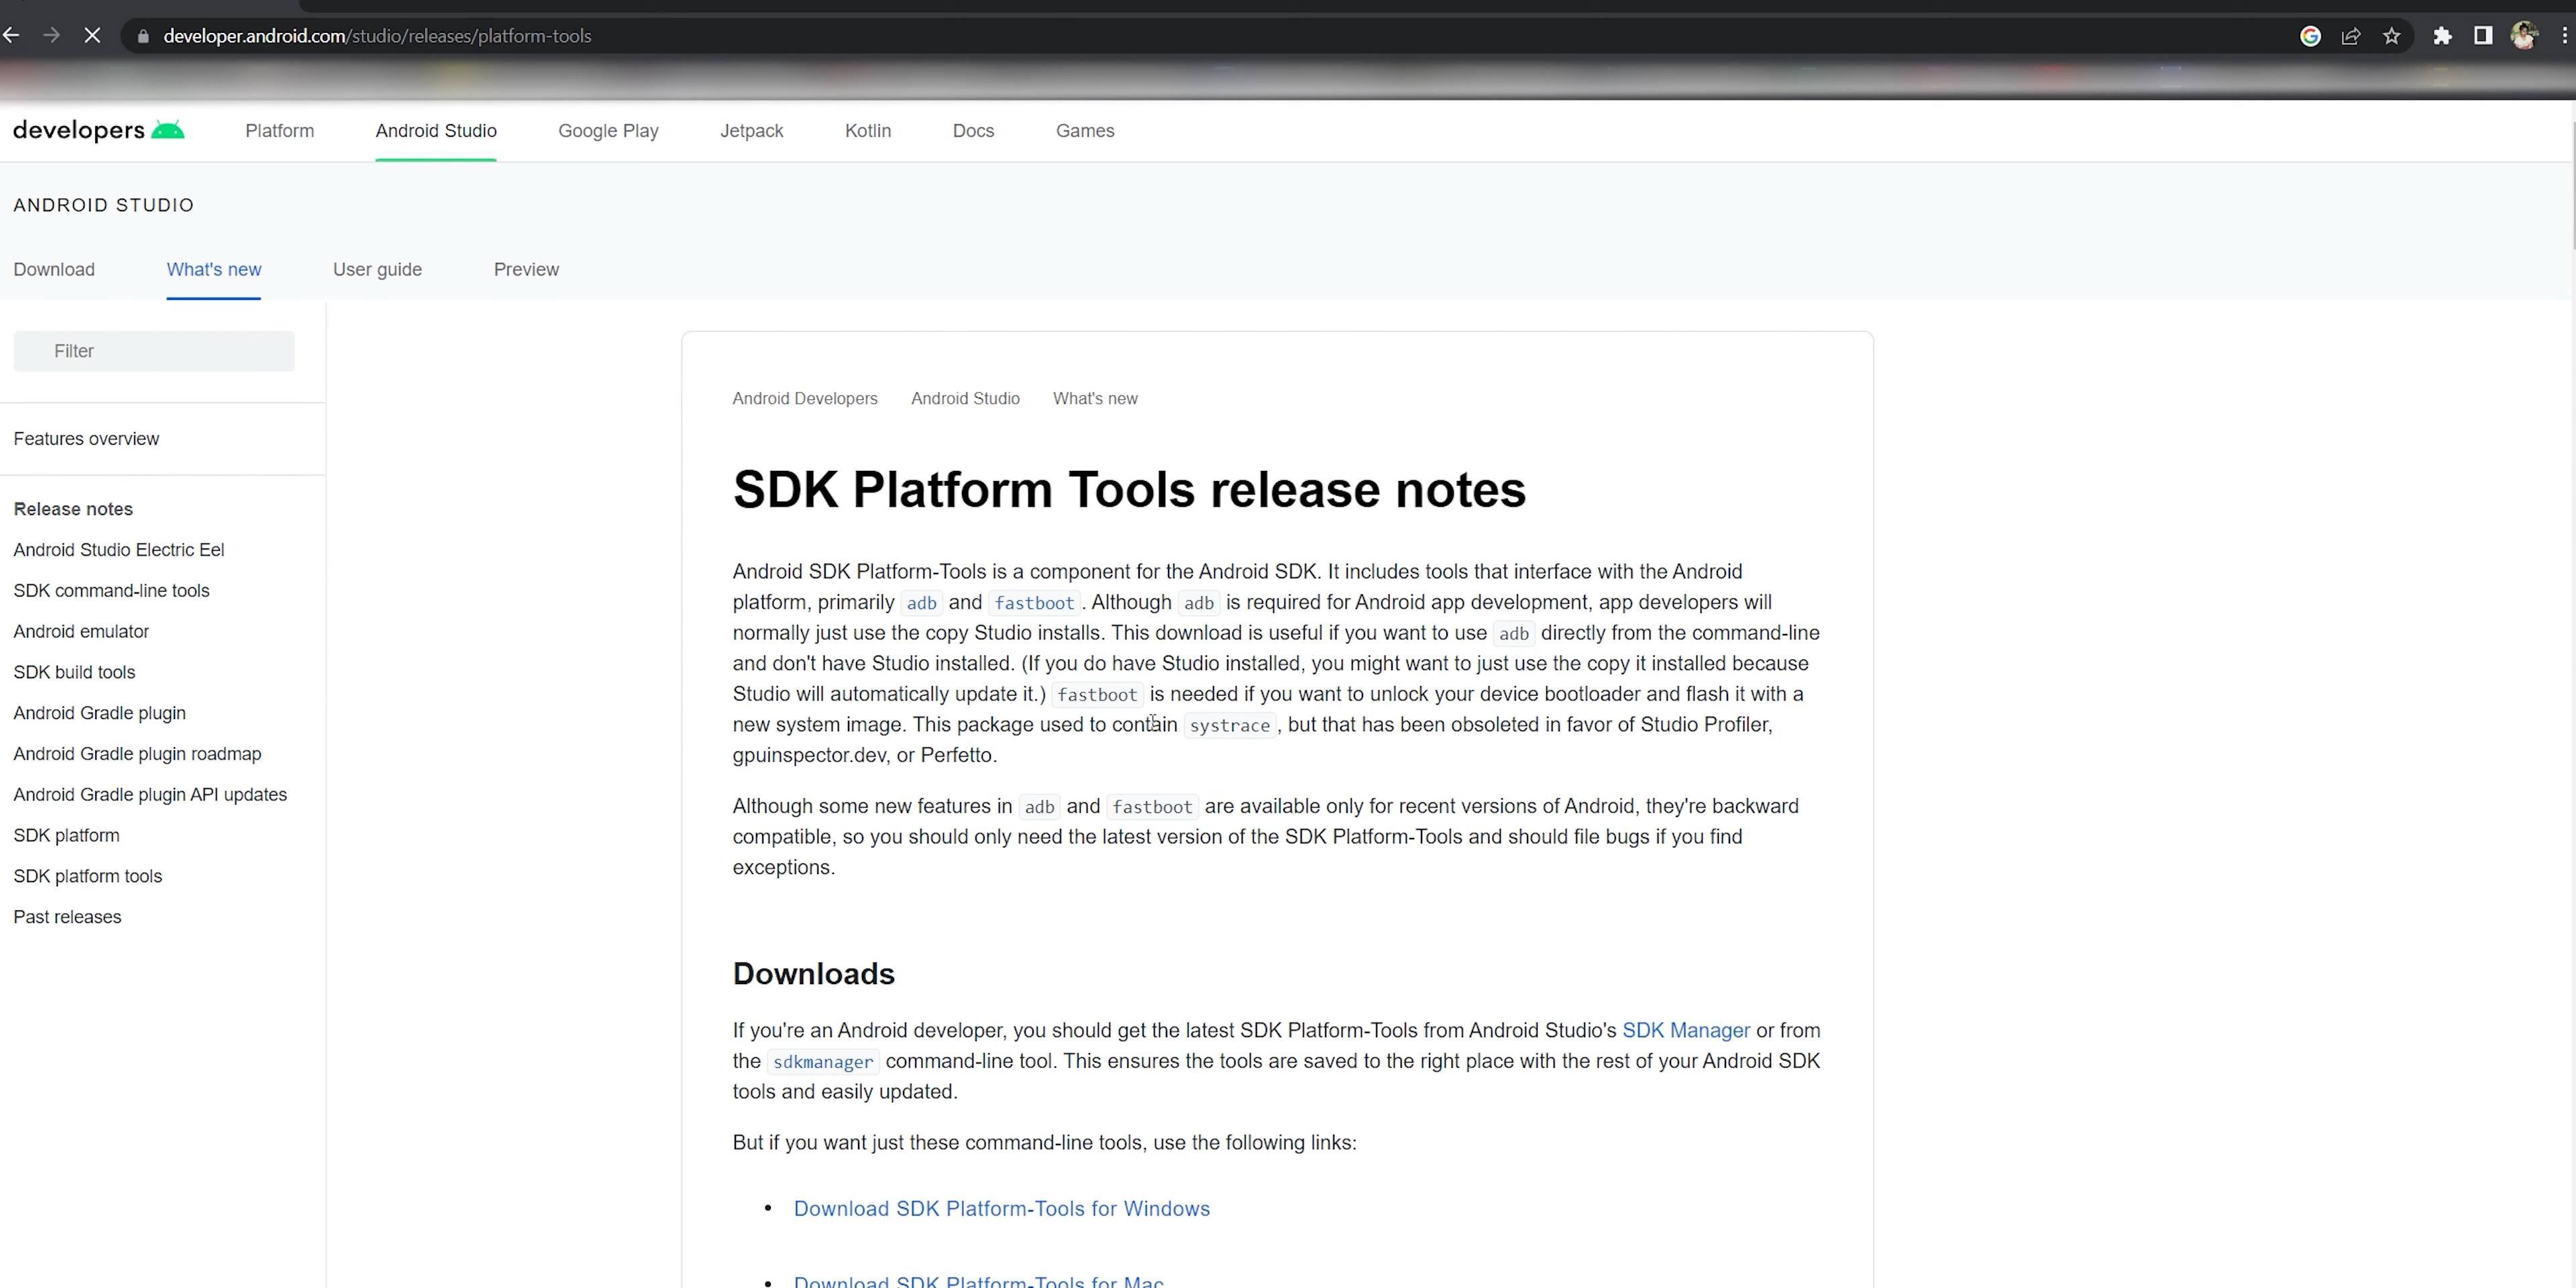 developer.android.com/studio/releases/platform-tools
developers
Platform
Android Studio
Google Play
Jetpack
Kotlin
Docs
Games
ANDROID STUDIO
Download
What's new
User guide
Preview
Filter
Features overview
Release notes
Android Studio Electric Eel
SDK command-line tools
Android emulator
SDK build tools
Android Gradle plugin
Android Gradle plugin roadmap
Android Gradle plugin API updates
SDK platform
SDK platform tools
Past releases
Android Developers
Android Studio
What's new
SDK Platform Tools release notes
Android SDK Platform-Tools is a component for the Android SDK. It includes tools that interface with the Android
platform, primarily adb and fastboot. Although adb is required for Android app development, app developers will
normally just use the copy Studio installs. This download is useful if you want to use adb directly from the command-line
and don't have Studio installed. (If you do have Studio installed, you might want to just use the copy it installed because
Studio will automatically update it.) fastboot is needed if you want to unlock your device bootloader and flash it with a
new system image. This package used to contain systrace, but that has been obsoleted in favor of Studio Profiler,
gpuinspector.dev, or Perfetto.
Although some new features in adb and fastboot are available only for recent versions of Android, they're backward
compatible, so you should only need the latest version of the SDK Platform-Tools and should file bugs if you find
exceptions.
Downloads
If you're an Android developer, you should get the latest SDK Platform-Tools from Android Studio's SDK Manager or from
the sdkmanager command-line tool. This ensures the tools are saved to the right place with the rest of your Android SDK
tools and easily updated.
But if you want just these command-line tools, use the following links:
• Download SDK Platform-Tools for Windows
• Download SDK Platform-Tools for Mac